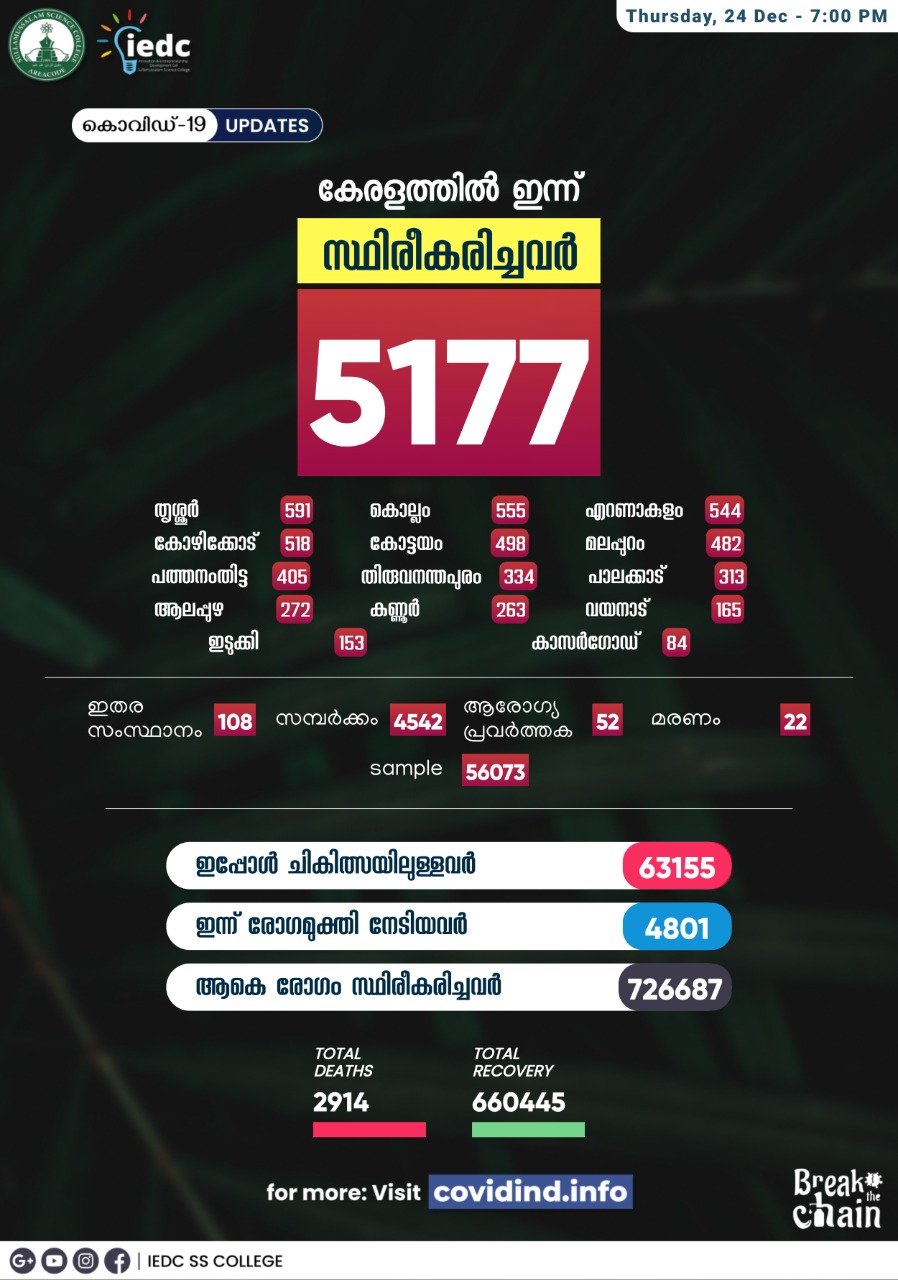 Thursday, 24 Dec - 7:00 PM
SULLAMUSSALAM SCIENCE COLLEGE
AREACODE
iedc
കൊവിഡ്-19 UPDATES
കേരളത്തിൽ ഇന്ന്
സ്ഥിരീകരിച്ചവർ
5177
തൃശ്ശൂർ 591 കൊല്ലം 555 എറണാകുളം 544
കോഴിക്കോട് 518 കോട്ടയം 498 മലപ്പുറം 482
പത്തനംതിട്ട 405 തിരുവനന്തപുരം 334 പാലക്കാട് 313
ആലപ്പുഴ 272 കണ്ണൂർ 263 വയനാട് 165
ഇടുക്കി 153 കാസർഗോഡ് 84
ഇതര
സംസ്ഥാനം 108 സമ്പർക്കം 4542 ആരോഗ്യ
പ്രവർത്തക 52 മരണം 22
sample 56073
ഇപ്പോൾ ചികിത്സയിലുള്ളവർ 63155
ഇന്ന് രോഗമുക്തി നേടിയവർ 4801
ആകെ രോഗം സ്ഥിരീകരിച്ചവർ 726687
TOTAL
DEATHS
2914
TOTAL
RECOVERY
660445
for more: Visit covidind.info
Break
the
chain
IEDC SS COLLEGE